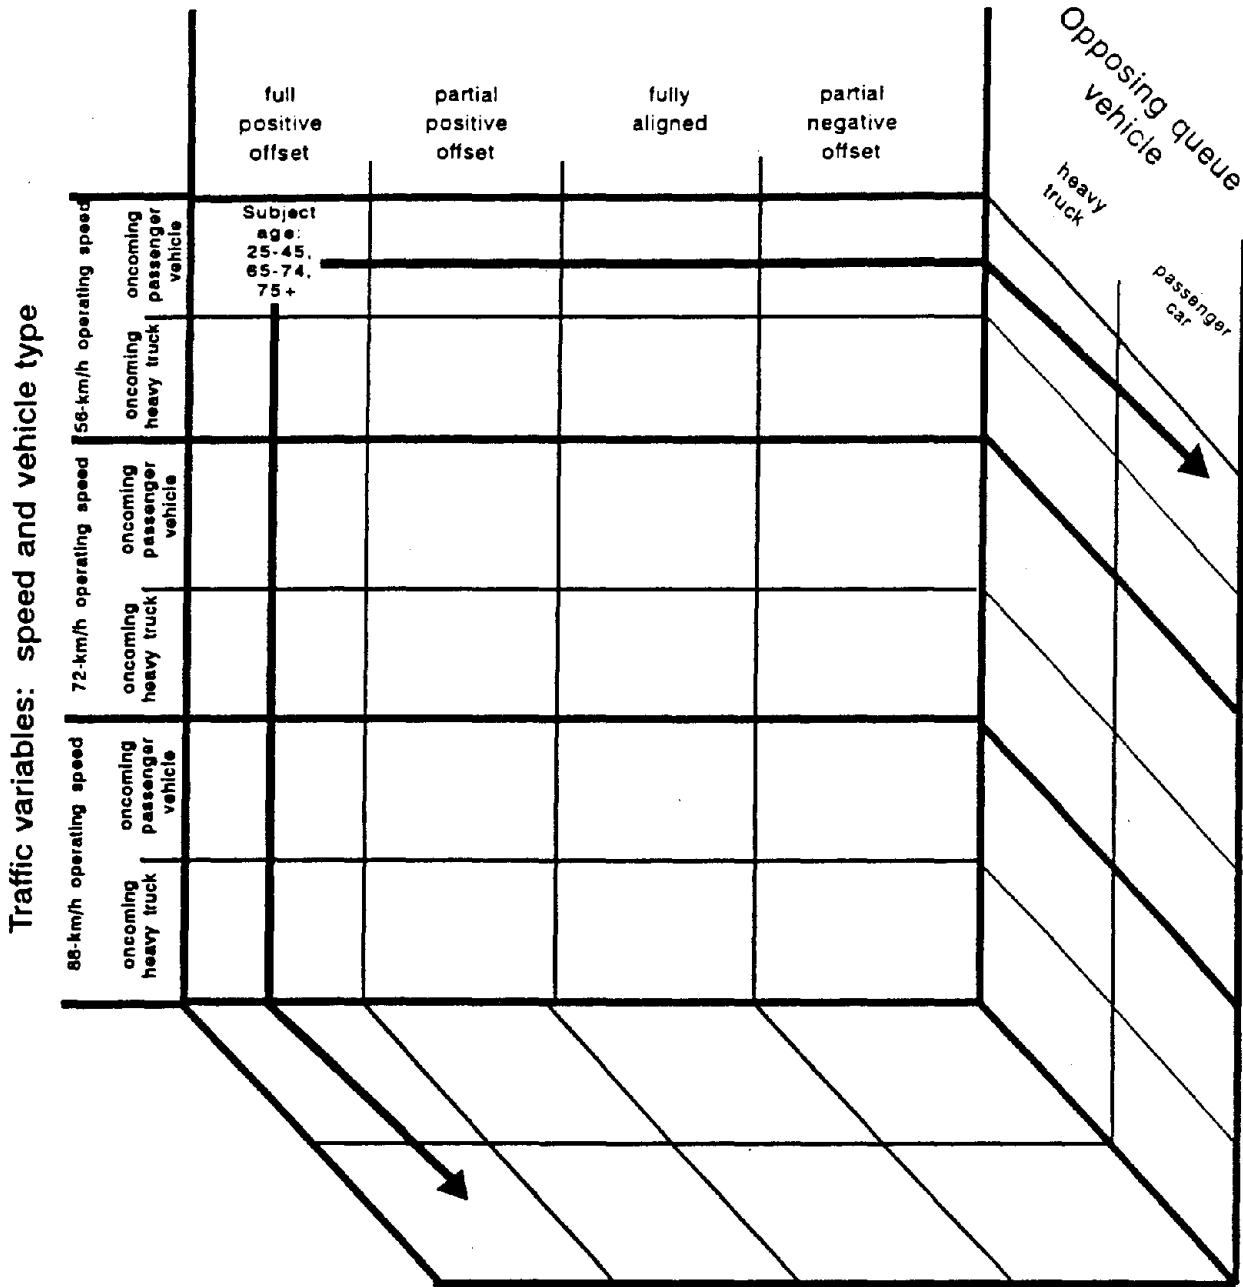 full
positive
offset
partial
positive
offset
fully
aligned
partial
negative
offset
Opposing queue
vehicle
heavy
truck
passenger
car
Traffic variables: speed and vehicle type
56-km/h operating speed
oncoming
passenger
vehicle
oncoming
heavy truck
72-km/h operating speed
oncoming
passenger
vehicle
oncoming
heavy truck
88-km/h operating speed
oncoming
passenger
vehicle
oncoming
heavy truck
Subject
age:
25-45,
65-74,
75+